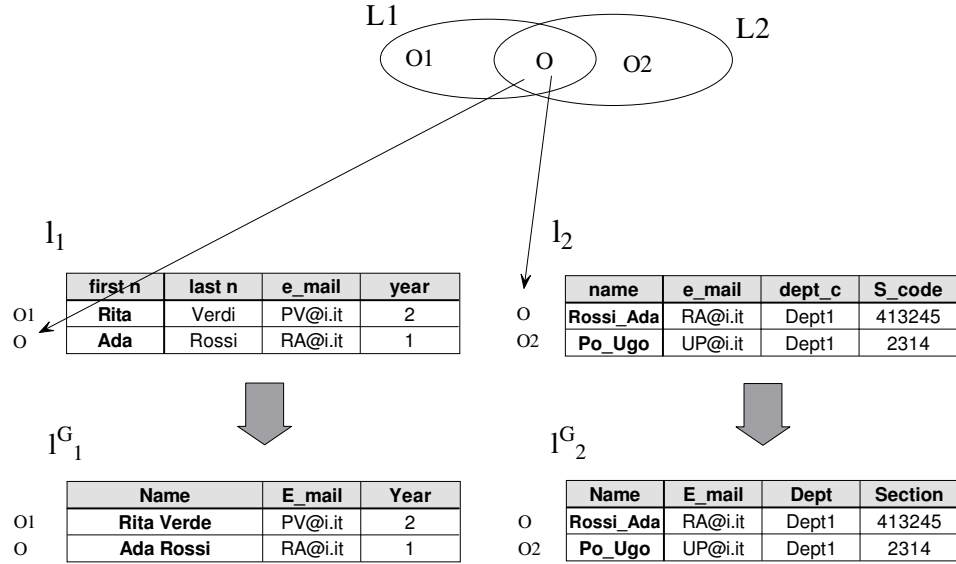 L1
L2
O1 O O2
l1
l2
first n last n e_mail year
O1 Rita Verdi PV@i.it 2
O Ada Rossi RA@i.it 1
name e_mail dept_c S_code
O Rossi_Ada RA@i.it Dept1 413245
O2 Po_Ugo UP@i.it Dept1 2314
lG1
lG2
Name E_mail Year
O1 Rita Verde PV@i.it 2
O Ada Rossi RA@i.it 1
Name E_mail Dept Section
O Rossi_Ada RA@i.it Dept1 413245
O2 Po_Ugo UP@i.it Dept1 2314